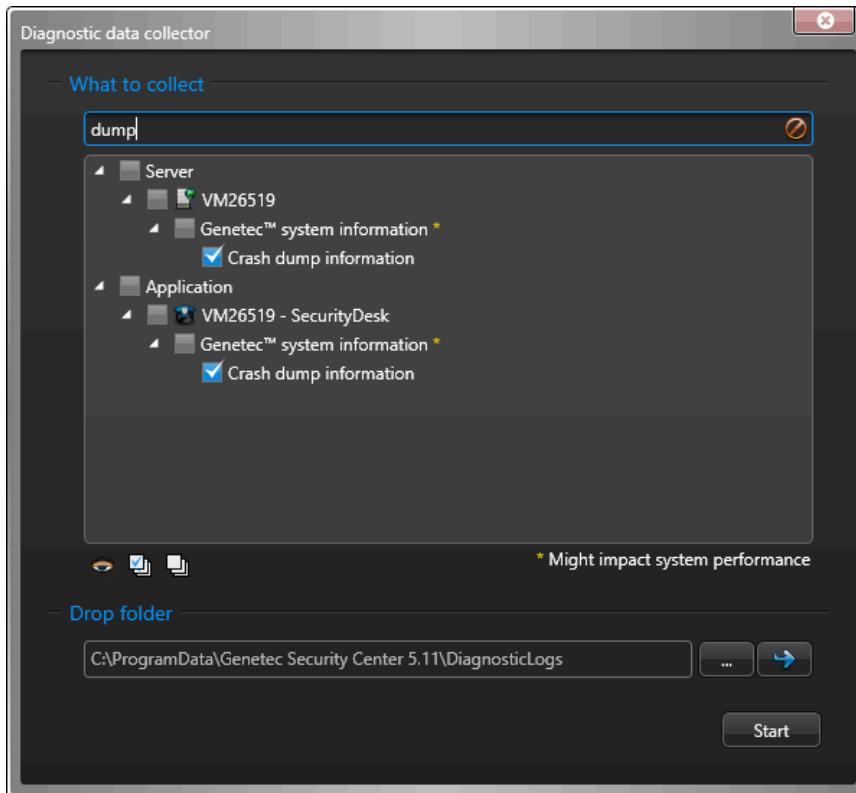 Diagnostic data collector
What to collect
dump
Server
VM26519
Genetec™ system information *
Crash dump information
Application
VM26519 - SecurityDesk
Genetec™ system information *
Crash dump information
* Might impact system performance
Drop folder
C:\ProgramData\Genetec Security Center 5.11\DiagnosticLogs
...
Start